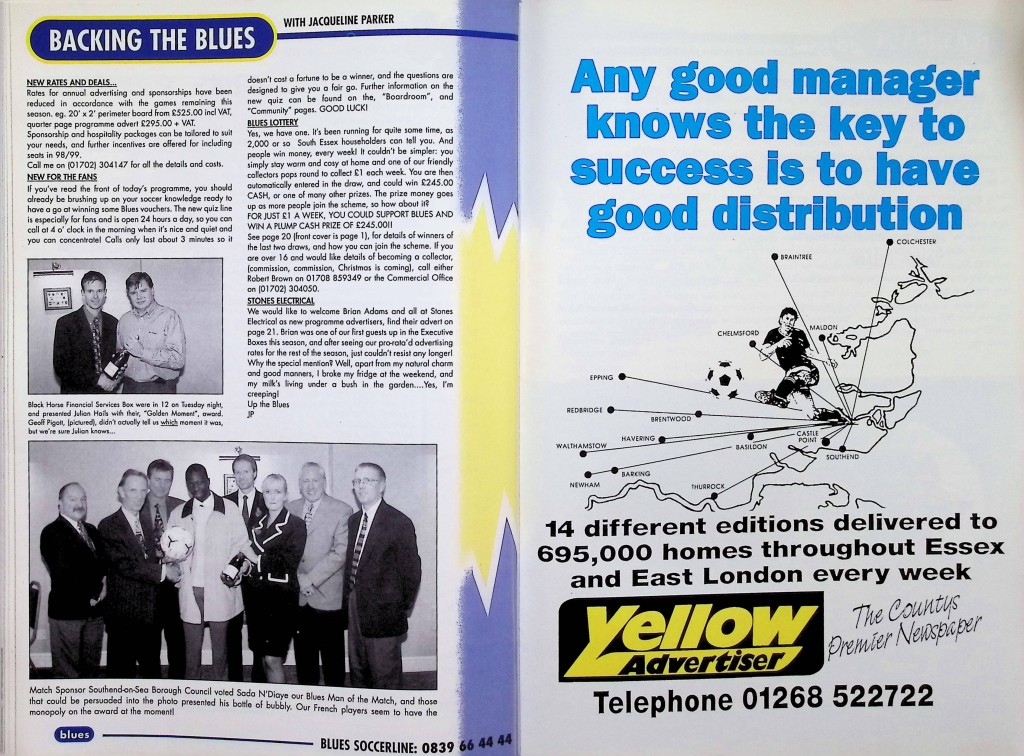 BACKING THE BLUES
WITH JACQUELINE PARKER
NEW RATES AND DEALS...
Rates for annual advertising and sponsorships have been
reduced in accordance with the games remaining this
season. eg. 20' x 2' perimeter board from £525.00 incl VAT,
quarter page programme advert £295.00 + VAT.
Sponsorship and hospitality packages can be tailored to suit
your needs, and further incentives are offered for including
seats in 98/99.
Call me on (01702) 304147 for all the details and costs.
NEW FOR THE FANS
If you've read the front of today's programme, you should
already be brushing up on your soccer knowledge ready to
have a go at winning some Blues vouchers. The new quiz line
is especially for fans and is open 24 hours a day, so you can
call at 4 o' clock in the morning when it's nice and quiet and
you can concentrate! Calls only last about 3 minutes so it
Black Horse Financial Services Box were in 12 on Tuesday night,
and presented Julian Hails with their, "Golden Moment", award.
Geoff Pigott, (pictured), didn't actually tell us which moment it was,
but we're sure Julian knows...
doesn't cost a fortune to be a winner, and the questions are
designed to give you a fair go. Further information on the
new quiz can be found on the, "Boardroom", and
"Community" pages. GOOD LUCK!
BLUES LOTTERY
Yes, we have one. It's been running for quite some time, as
2,000 or so South Essex householders can tell you. And
people win money, every week! It couldn't be simpler: you
simply stay warm and cosy at home and one of our friendly
collectors pops round to collect £1 each week. You are then
automatically entered in the draw, and could win £245.00
CASH, or one of many other prizes. The prize money goes
up as more people join the scheme, so how about it?
FOR JUST £1 A WEEK, YOU COULD SUPPORT BLUES AND
WIN A PLUMP CASH PRIZE OF £245.00!!
See page 20 (front cover is page 1), for details of winners of
the last two draws, and how you can join the scheme. If you
are over 16 and would like details of becoming a collector,
(commission, commission, Christmas is coming), call either
Robert Brown on 01708 859349 or the Commercial Office
on (01702) 304050.
STONES ELECTRICAL
We would like to welcome Brian Adams and all at Stones
Electrical as new programme advertisers, find their advert on
page 21. Brian was one of our first guests up in the Executive
Boxes this season, and after seeing our pro-rata'd advertising
rates for the rest of the season, just couldn't resist any longer!
Why the special mention? Well, apart from my natural charm
and good manners, I broke my fridge at the weekend, and
my milk's living under a bush in the garden....Yes, I'm
creeping!
Up the Blues
JP
Match Sponsor Southend-on-Sea Borough Council voted Sada N'Diaye our Blues Man of the Match, and those
that could be persuaded into the photo presented his bottle of bubbly. Our French players seem to have the
monopoly on the award at the moment!
blues
BLUES SOCCERLINE: 0839 66 44 44
Any good manager
knows the key to
success is to have
good distribution
COLCHESTER
BRAINTREE
CHELMSFORD
MALDON
EPPING
REDBRIDGE
BRENTWOOD
HAVERING
WALTHAMSTOW
BASILDON
CASTLE
POINT
SOUTHEND
BARKING
NEWHAM
THURROCK
14 different editions delivered to
695,000 homes throughout Essex
and East London every week
Yellow
Advertiser
The Countys
Premier Newspaper
Telephone 01268 522722